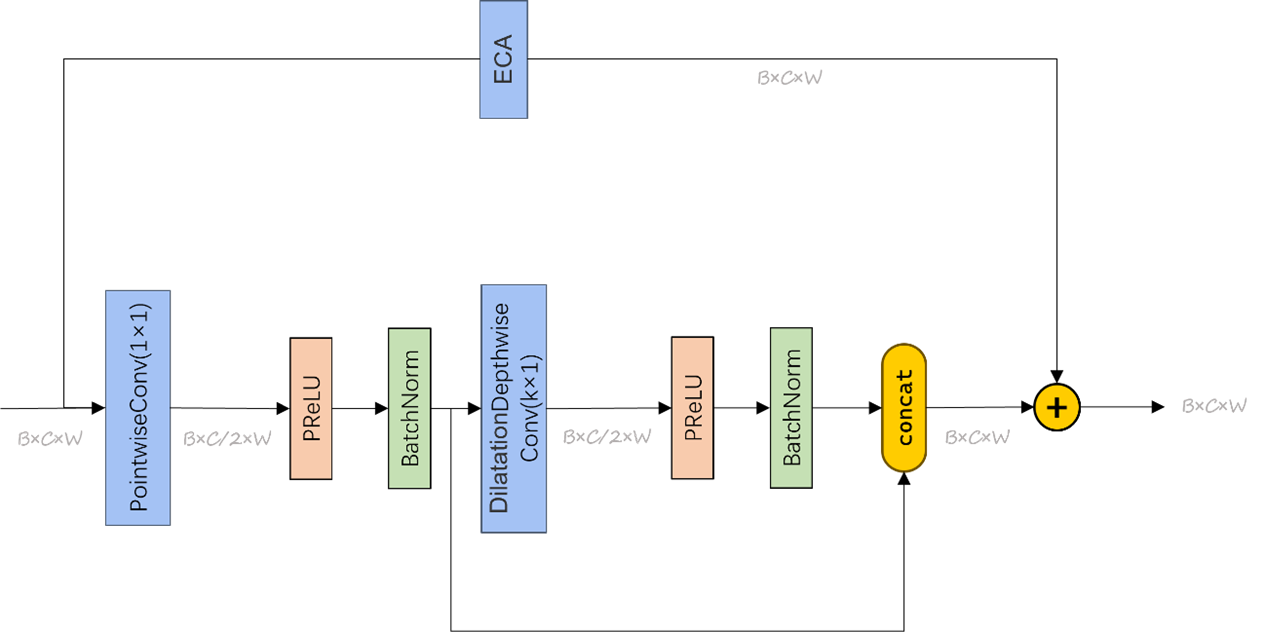 ECA
B×C×W
PointwiseConv(1×1)
PReLU
BatchNorm
DilatationDepthwise
Conv(k×1)
PReLU
BatchNorm
concat
+
B×C×W
B×C×W
B×C/2×W
B×C/2×W
B×C×W